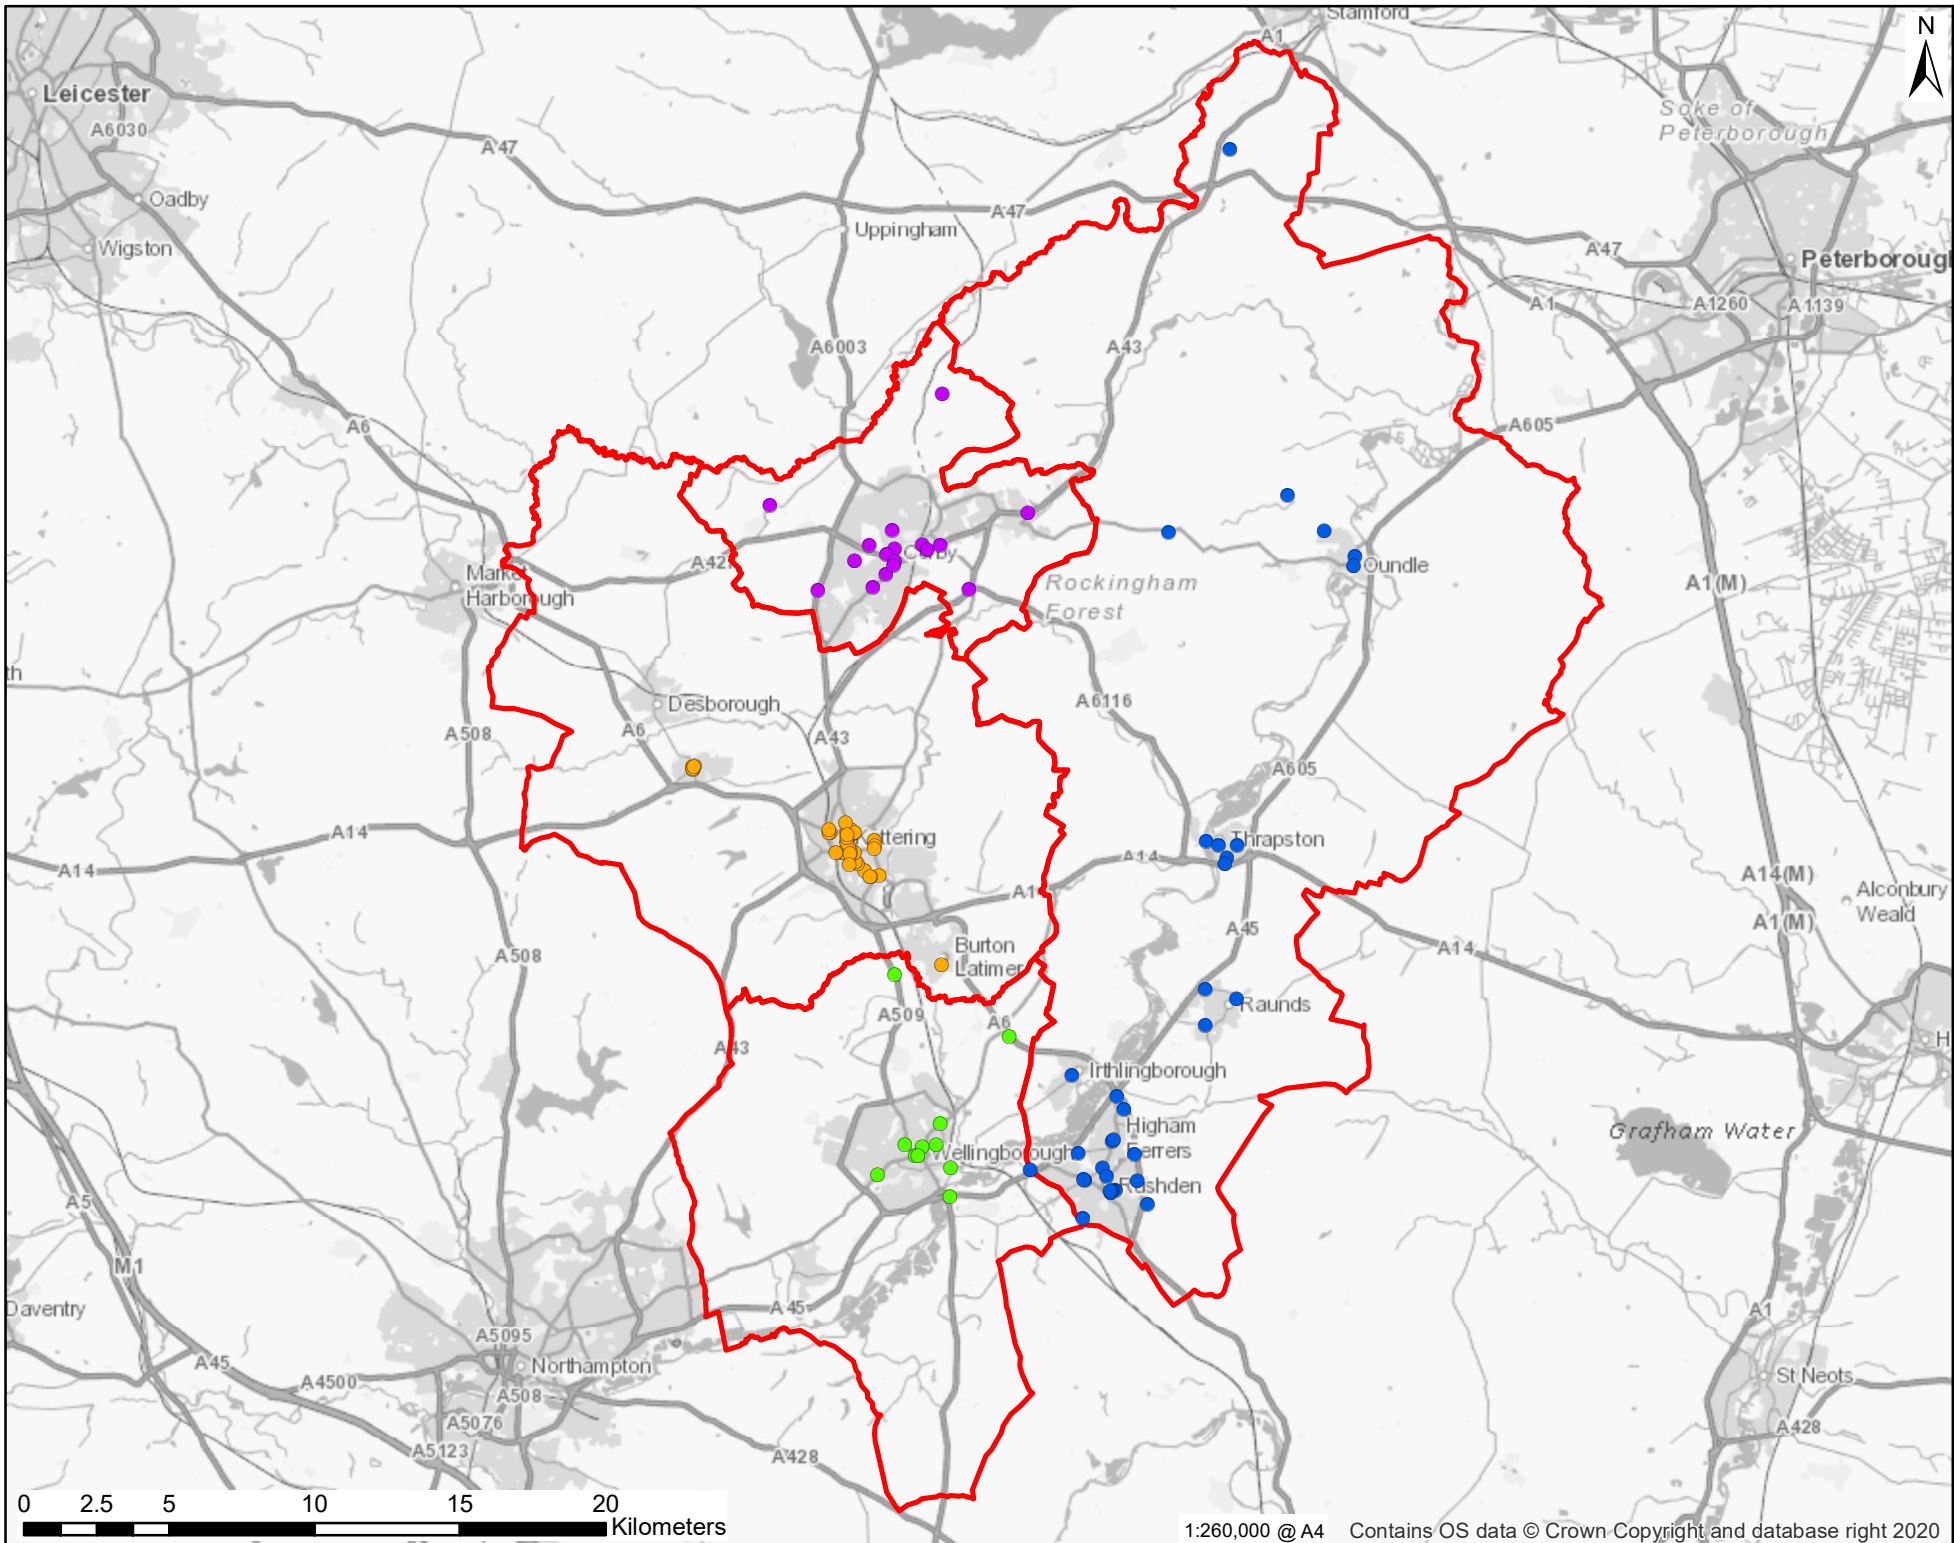 Stamford
A1
N
Leicester
A6030
Soke of
Peterborough
A47
Oadby
A47
Uppingham
Wigston
A47
Peterboroug
A1
A1260
A1139
A6003
A43
A6
A605
Corby
A427
Oundle
Market
Harborough
Rockingham
Forest
A1(M)
th
Desborough
A6116
A6
A508
A43
A605
ttering
Thrapston
A14
A14
A14
A14(M)
A1
Alconbury
Weald
A1(M)
A45
Burton
Latimer
A508
A14
Raunds
A509
A6
H
A43
Irthlingborough
Higham
Ferrers
Grafham Water
Wellingborough
Rushden
A5
M1
Daventry
A45
A1
A5095
Northampton
A45
A4500
A508
St Neots
A5076
A428
A5123
A428
0 2.5 5 10 15 20
Kilometers
1:260,000 @ A4 Contains OS data © Crown Copyright and database right 2020